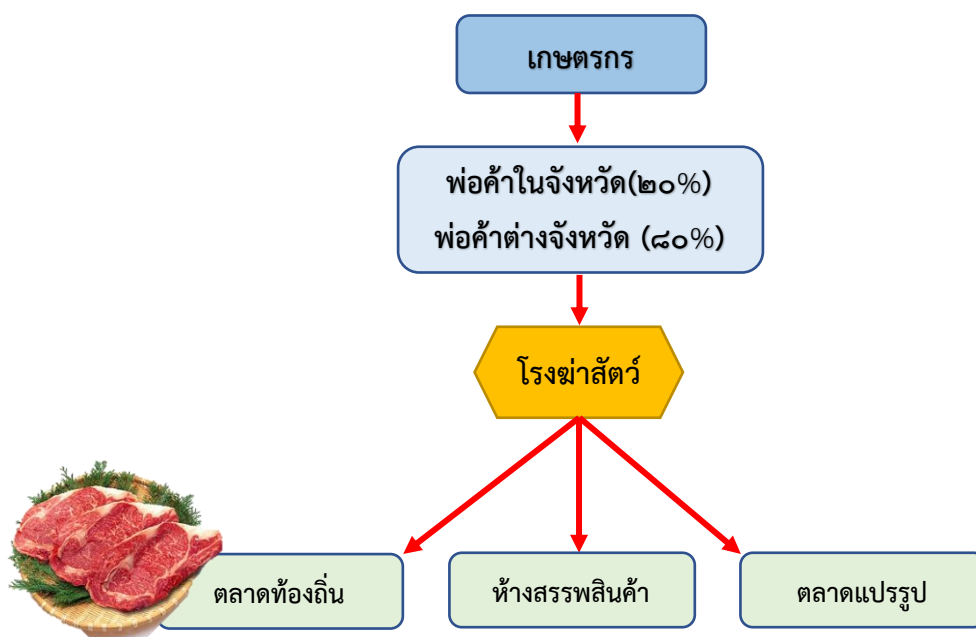 เกษตรกร
พ่อค้าในจังหวัด(๒๐%)
พ่อค้าต่างจังหวัด (๘๐%)
โรงฆ่าสัตว์
ตลาดท้องถิ่น
ห้างสรรพสินค้า
ตลาดแปรรูป